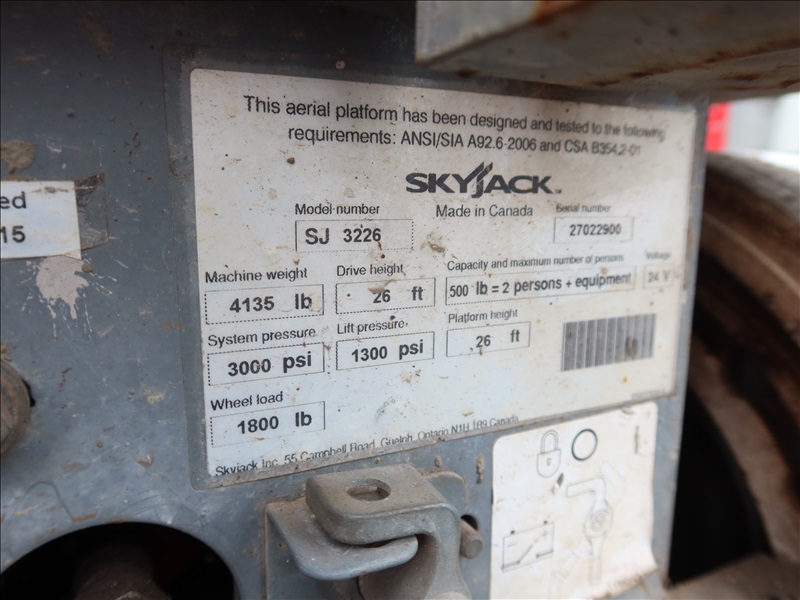 This aerial platform has been designed and tested to the following
requirements: ANSI/SIA A92.6-2006 and CSA B354.2-01
SKYJACK
Made in Canada
Model number
SJ 3226
Serial number
27022900
Machine weight
4135 lb
Drive height
26 ft
Capacity and maximum number of persons
500 lb = 2 persons + equipment
Voltage
24 V
System pressure
3000 psi
Lift pressure
1300 psi
Platform height
26 ft
Wheel load
1800 lb
Skyjack Inc. 55 Campbell Road, Guelph, Ontario N1H 1B9 Canada
ed
15